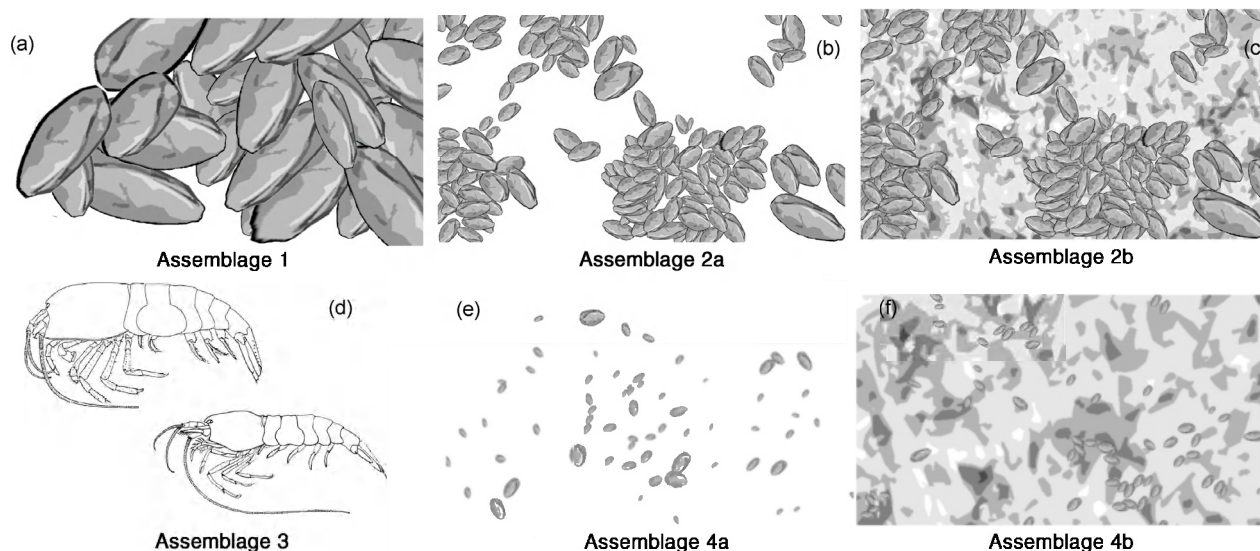 (a)
(b)
(c)
Assemblage 1
Assemblage 2a
Assemblage 2b
(d)
(e)
(f)
Assemblage 3
Assemblage 4a
Assemblage 4b